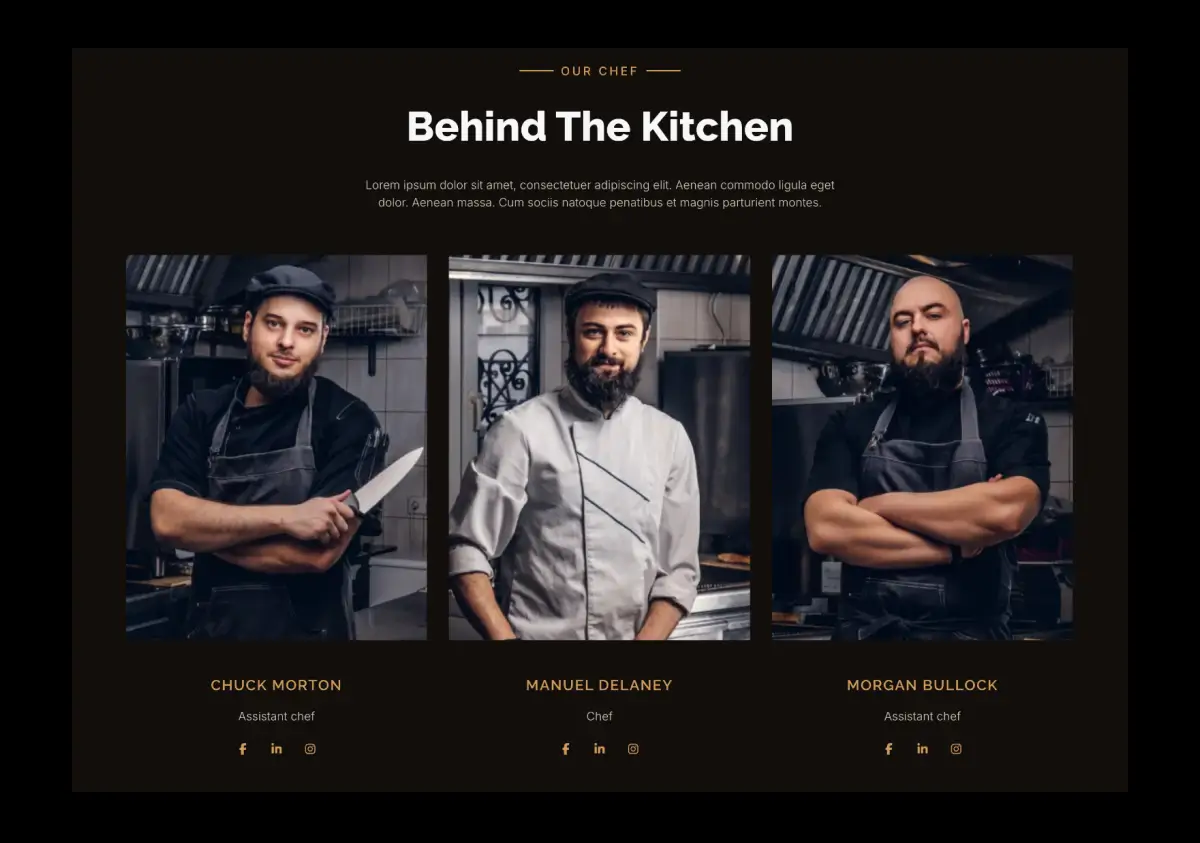 OUR CHEF
Behind The Kitchen
Lorem ipsum dolor sit amet, consectetuer adipiscing elit. Aenean commodo ligula eget
dolor. Aenean massa. Cum sociis natoque penatibus et magnis parturient montes.
CHUCK MORTON
Assistant chef
MANUEL DELANEY
Chef
MORGAN BULLOCK
Assistant chef